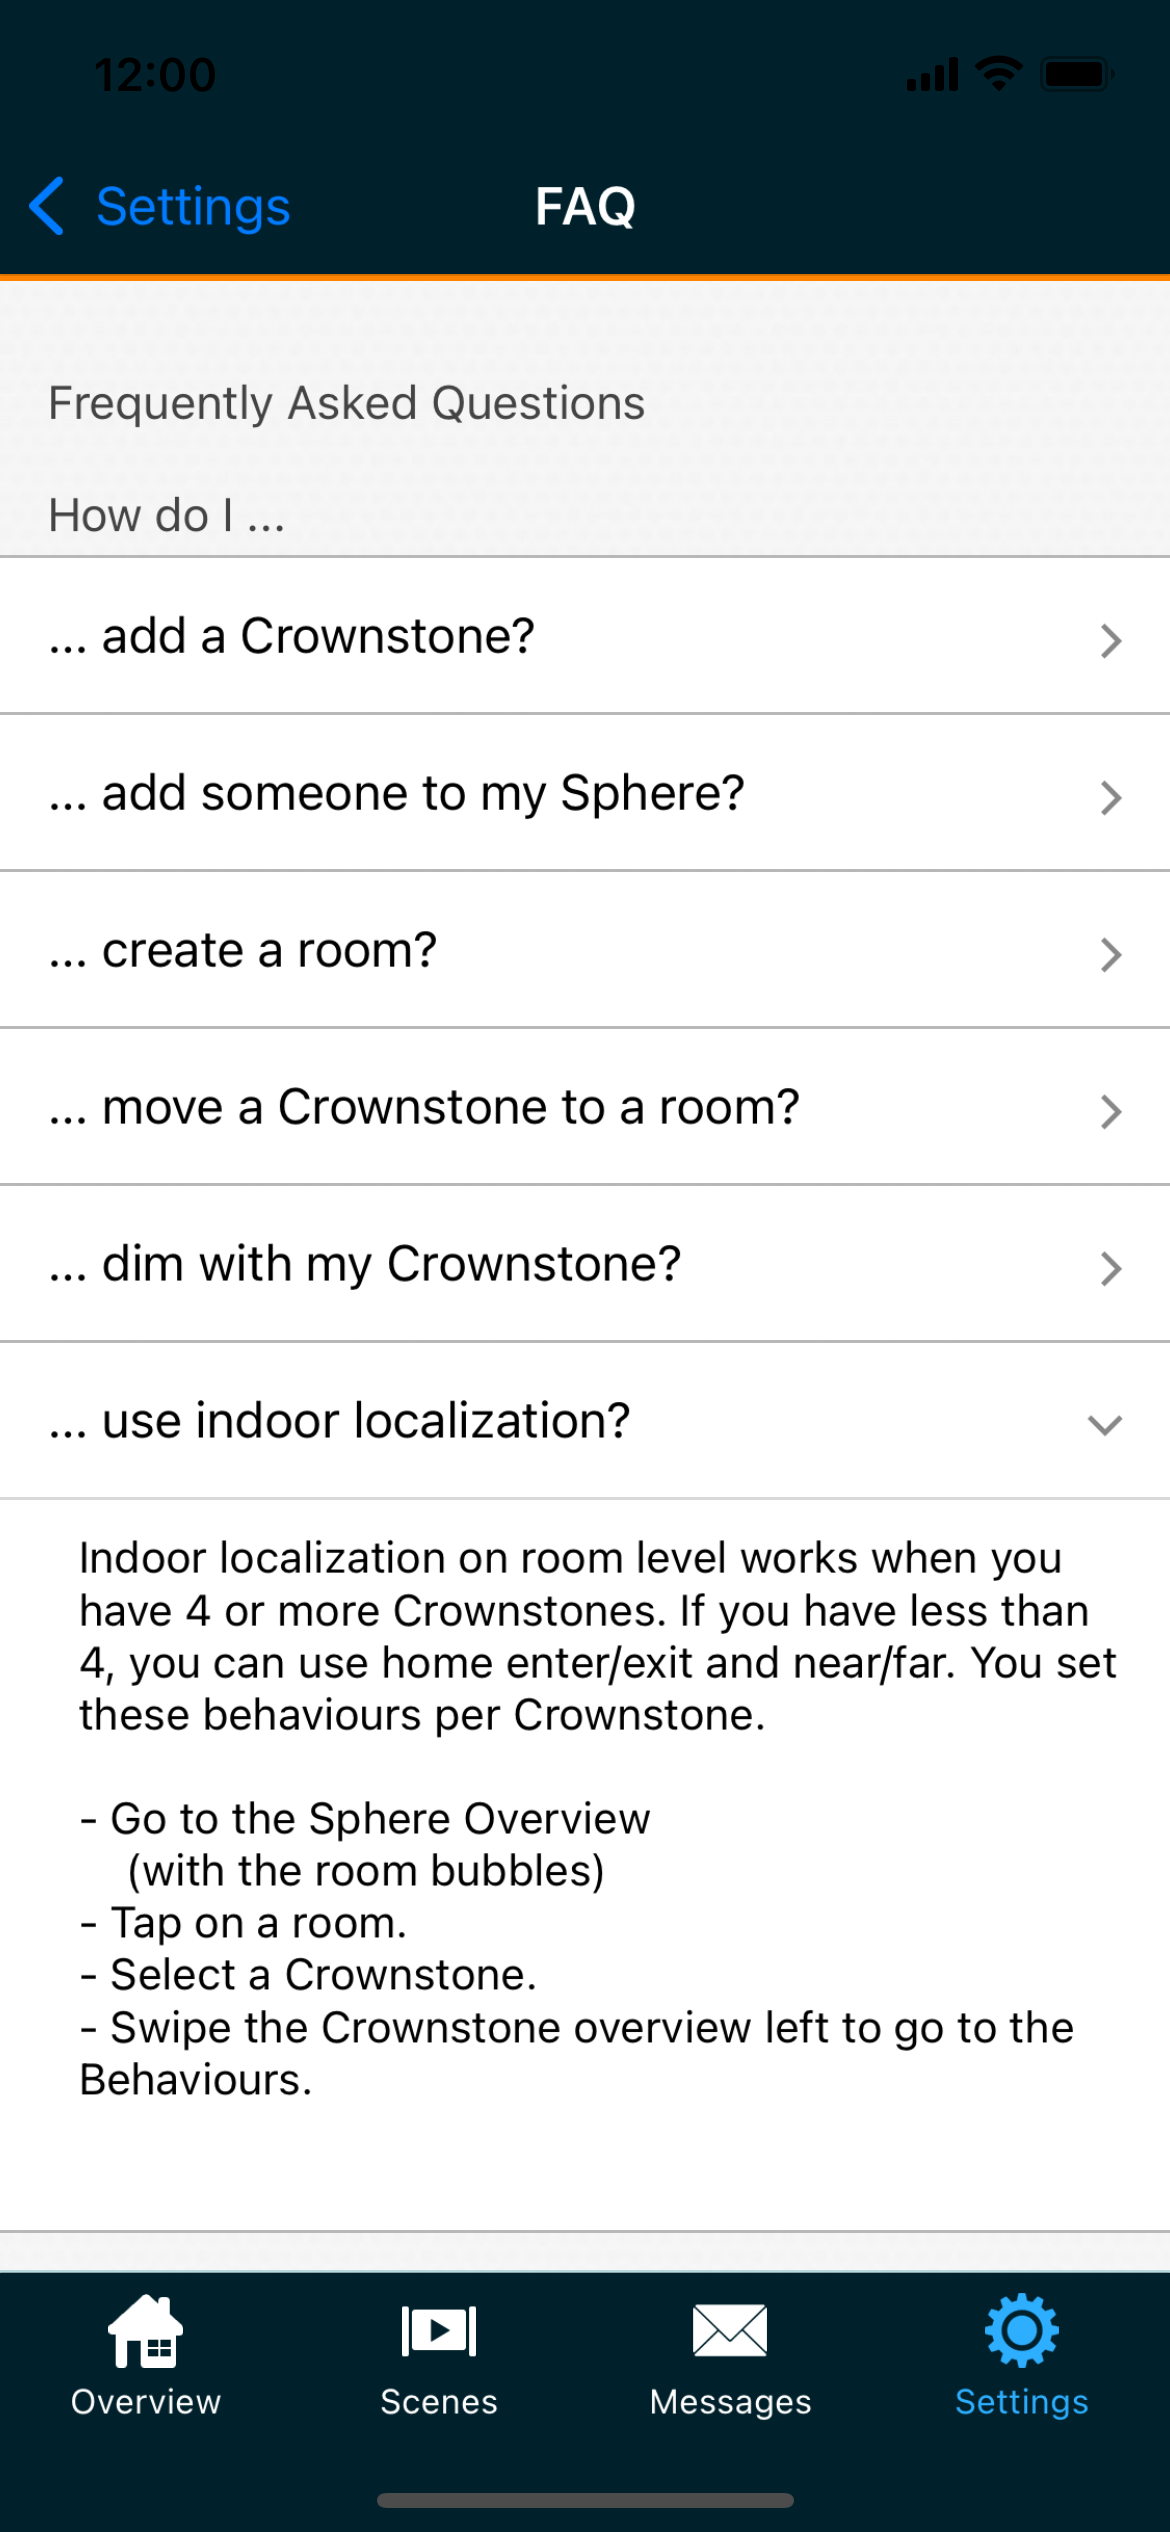 12:00
Settings
FAQ
Frequently Asked Questions
How do I ...
... add a Crownstone?
... add someone to my Sphere?
... create a room?
... move a Crownstone to a room?
... dim with my Crownstone?
... use indoor localization?
Indoor localization on room level works when you
have 4 or more Crownstones. If you have less than
4, you can use home enter/exit and near/far. You set
these behaviours per Crownstone.
- Go to the Sphere Overview
(with the room bubbles)
- Tap on a room.
- Select a Crownstone.
- Swipe the Crownstone overview left to go to the
Behaviours.
Overview
Scenes
Messages
Settings